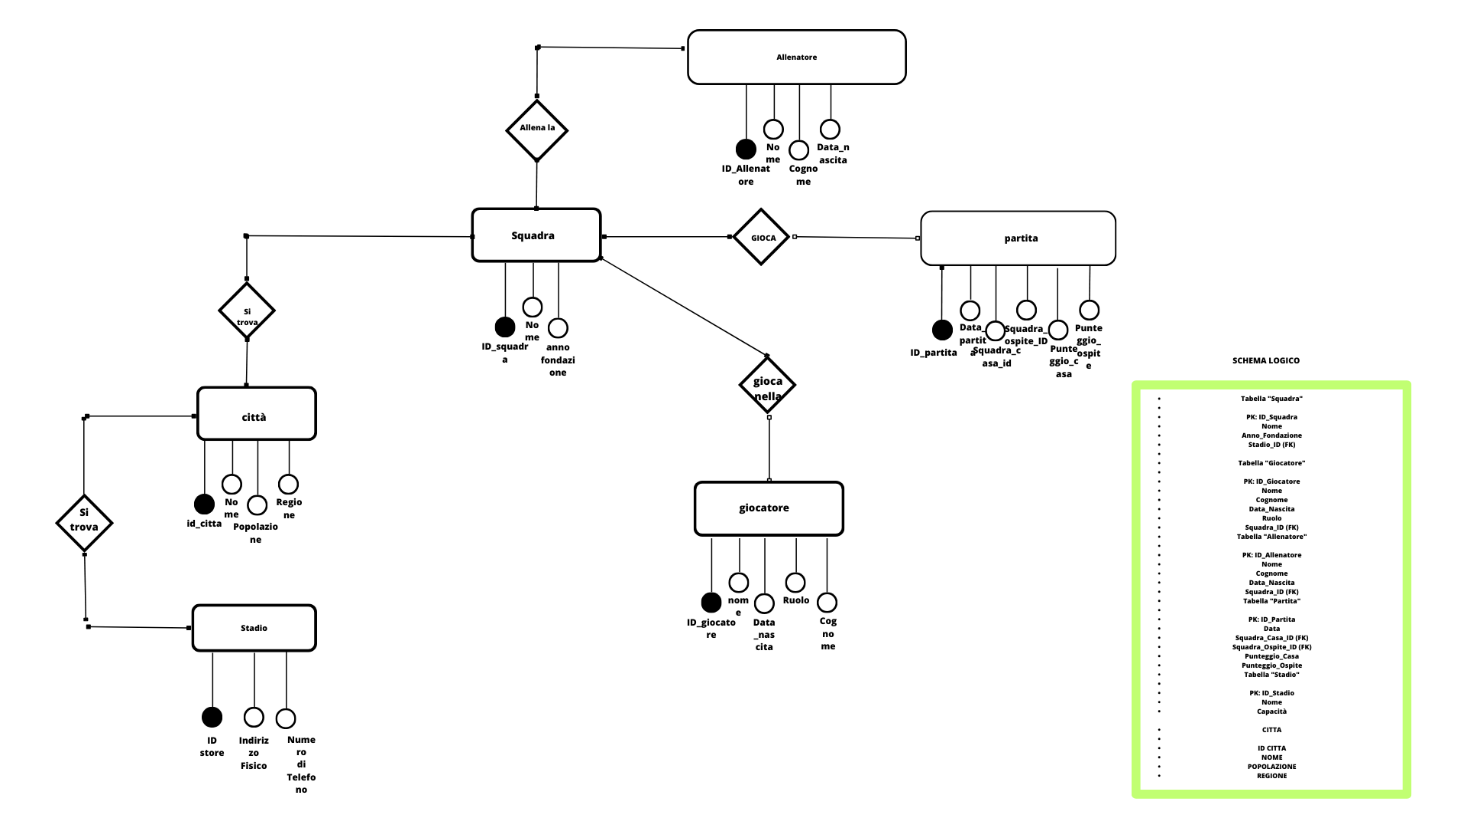 Allenatore
Allena la
ID_Allenat
ore
No
me
Cogno
me
Data_n
ascita
Squadra
GIOCA
partita
ID_squadr
a
No
me
anno
fondazi
one
ID_partita
Data_
partit
a
Squadra_c
asa_id
Squadra_
ospite_ID
Punte
ggio_c
asa
Punte
ggio_
ospit
e
Si
trova
gioca
nella
città
id_citta
No
me
Popolazio
ne
Regio
ne
Si
trova
giocatore
ID_giocato
re
nom
e
Data
_nas
cita
Ruolo
Cog
no
me
Stadio
ID
store
Indiriz
zo
Fisico
Nume
ro
di
Telefo
no
SCHEMA LOGICO
Tabella "Squadra"
PK: ID_Squadra
Nome
Anno_Fondazione
Stadio_ID (FK)
Tabella "Giocatore"
PK: ID_Giocatore
Nome
Cognome
Data_Nascita
Ruolo
Squadra_ID (FK)
Tabella "Allenatore"
PK: ID_Allenatore
Nome
Cognome
Data_Nascita
Squadra_ID (FK)
Tabella "Partita"
PK: ID_Partita
Data
Squadra_Casa_ID (FK)
Squadra_Ospite_ID (FK)
Punteggio_Casa
Punteggio_Ospite
Tabella "Stadio"
PK: ID_Stadio
Nome
Capacità
CITTA
ID CITTA
NOME
POPOLAZIONE
REGIONE